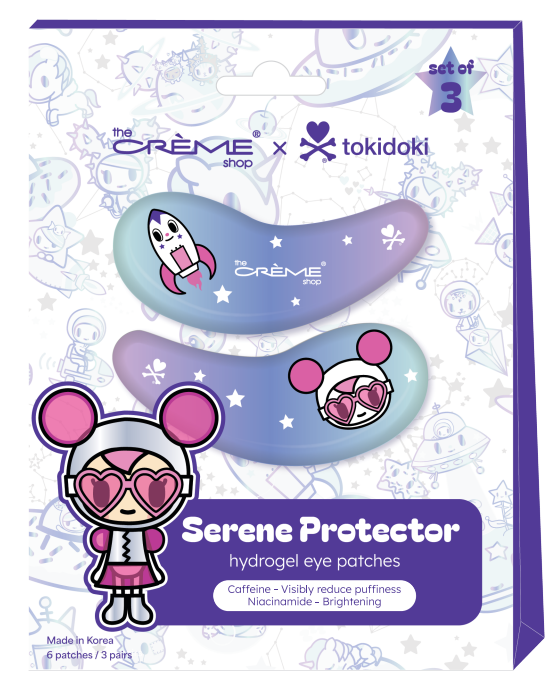 set of
3
the
CRÈME®
shop
x
tokidoki
the
CRÈME®
shop
Serene Protector
hydrogel eye patches
Caffeine - Visibly reduce puffiness
Niacinamide - Brightening
Made in Korea
6 patches / 3 pairs